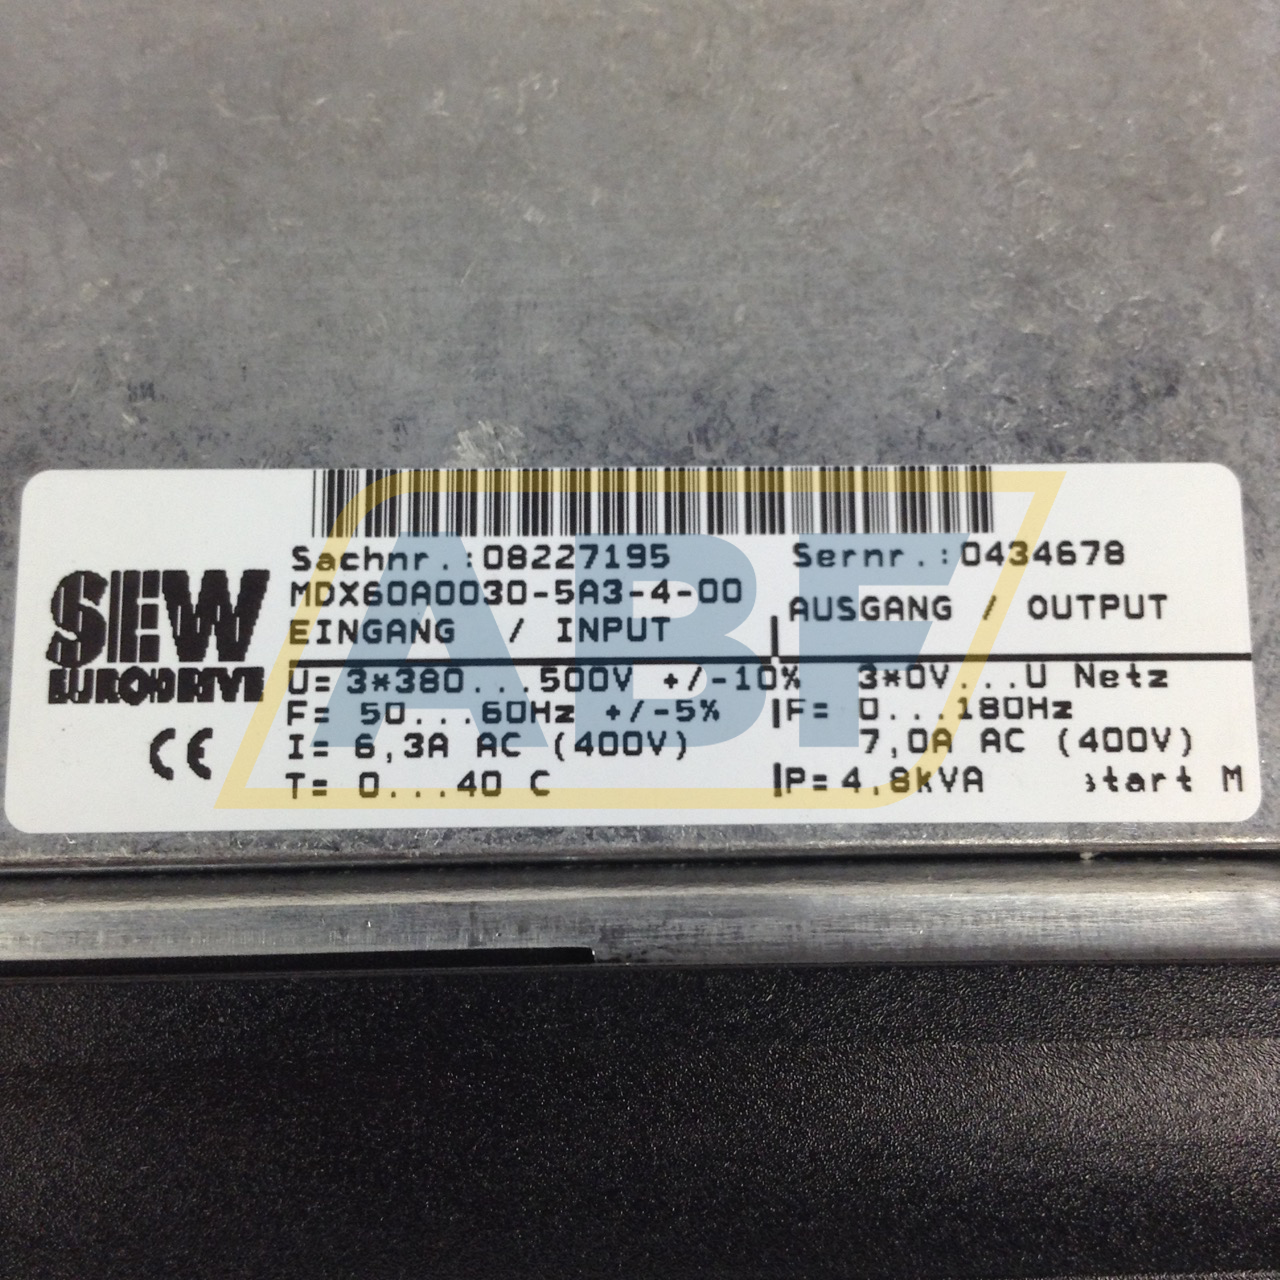 Sachnr.:08227195 Sernr.:0434678
MDX60A0030-5A3-4-00
EINGANG / INPUT AUSGANG / OUTPUT
SEW
EURODRIVE
U= 3*380...500V +/-10% 3*0V...U Netz
F= 50...60Hz +/-5% F= 0...180Hz
I= 6,3A AC (400V) 7,0A AC (400V)
T= 0...40 C P= 4,8kVA start M
CE
ABF